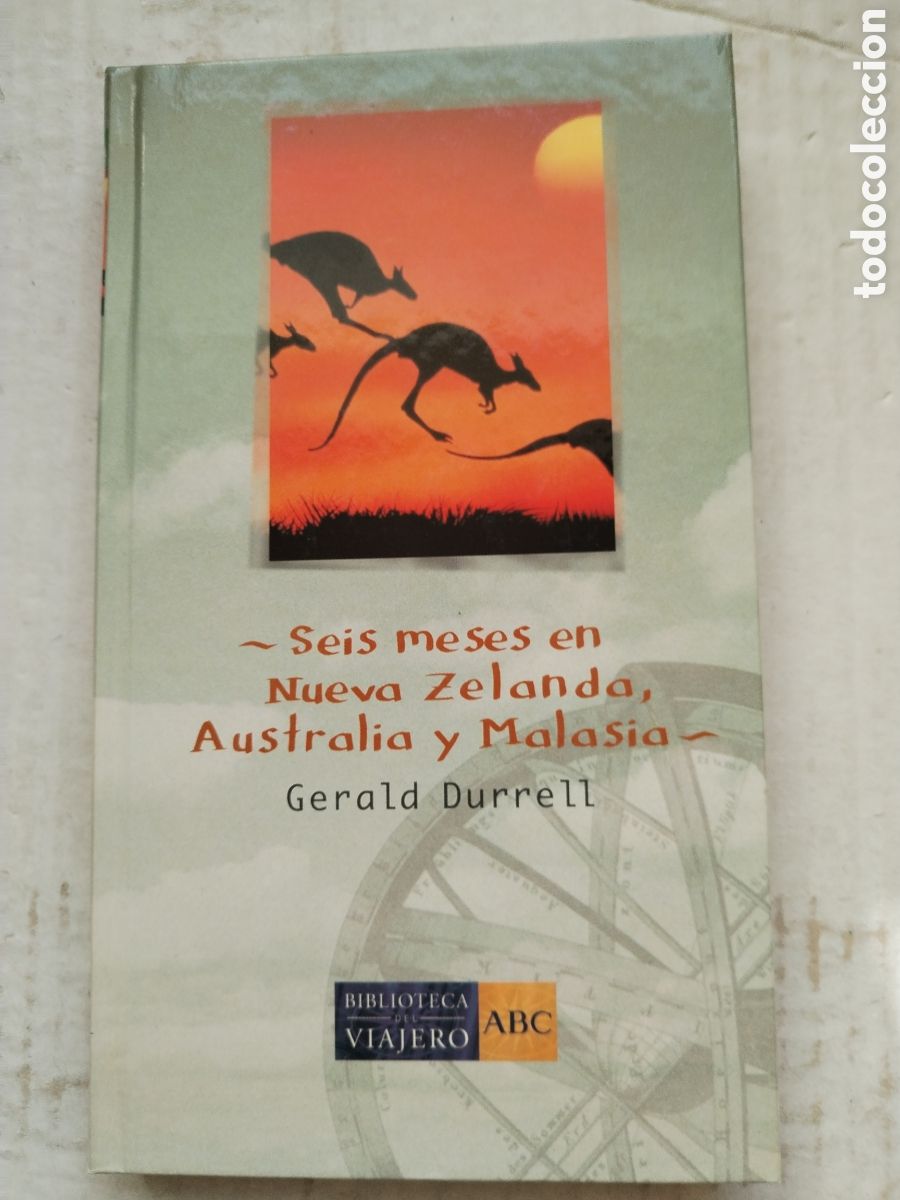 todocoleccion
~ Seis meses en
Nueva Zelanda,
Australia y Malasia ~
Gerald Durrell
BIBLIOTECA
DEL
VIAJERO
ABC